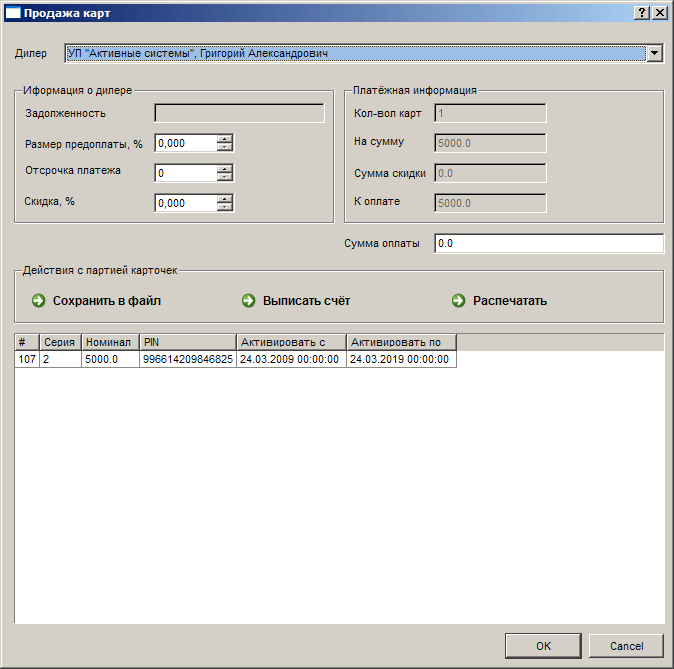 Продажа карт
Дилер УП "Активные системы", Григорий Александрович
Иформация о дилере
Задолженность
Размер предоплаты, % 0,000
Отсрочка платежа 0
Скидка, % 0,000
Платёжная информация
Кол-вол карт 1
На сумму 5000.0
Сумма скидки 0.0
К оплате 5000.0
Сумма оплаты 0.0
Действия с партией карточек
Сохранить в файл Выписать счёт Распечатать
# Серия Номинал PIN Активировать с Активировать по
107 2 5000.0 996614209846825 24.03.2009 00:00:00 24.03.2019 00:00:00
OK Cancel